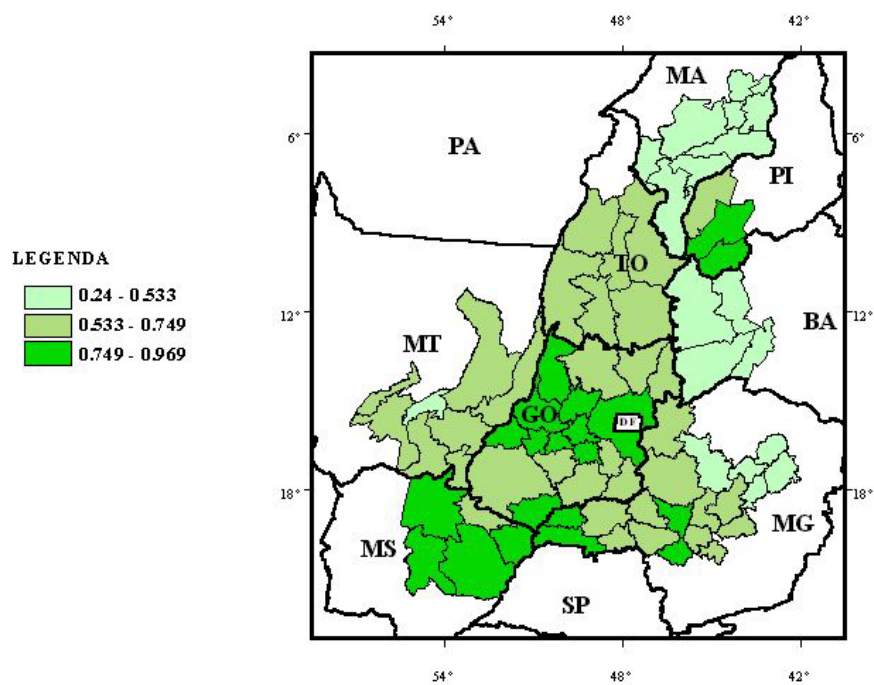 54° 48° 42°
MA
6° 6°
PA
PI
LEGENDA
TO
0.24 - 0.533
12° 12°
BA
0.533 - 0.749
MT
0.749 - 0.969
GO
DF
18° 18°
MG
MS
SP
54° 48° 42°